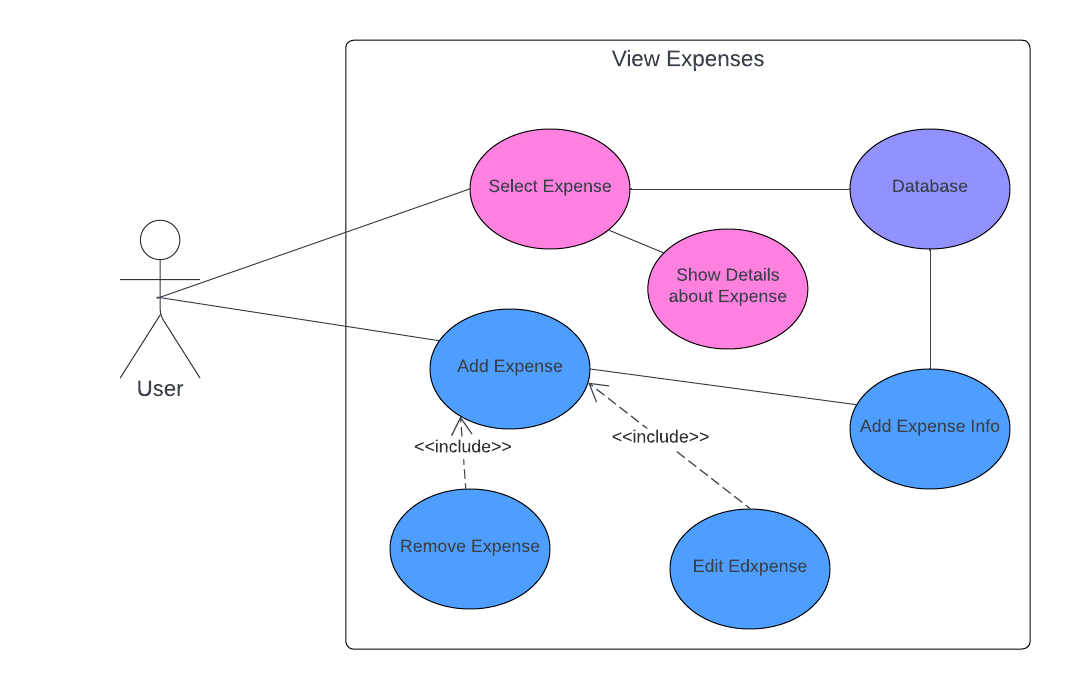 View Expenses
Select Expense
Database
Show Details
about Expense
User
Add Expense
Add Expense Info
<<include>>
<<include>>
Remove Expense
Edit Edxpense